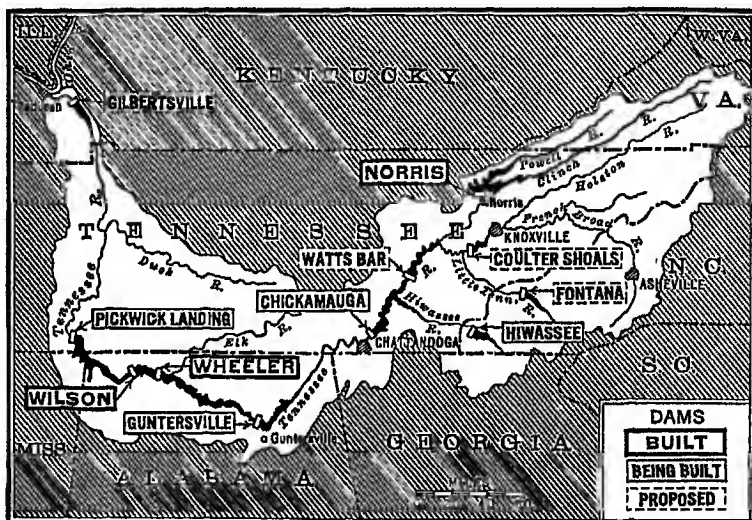 ILL.
W.VA.
KENTUCKY
Paducah
GILBERTSVILLE
VA.
Powell R.
Clinch R.
Holston R.
NORRIS
Norris
R.
TENNESSEE
French Broad R.
KNOXVILLE
WATTS BAR
R.
COULTER SHOALS
Duck R.
Little Tenn. R.
N.C.
ASHEVILLE
FONTANA
Tennessee
CHICKAMAUGA
Hiwassee R.
PICKWICK LANDING
Elk R.
CHATTANOOGA
HIWASSEE
WHEELER
S.C.
WILSON
Tennessee
GUNTERSVILLE
Guntersville
GEORGIA
MISS.
ALABAMA
DAMS
BUILT
BEING BUILT
PROPOSED